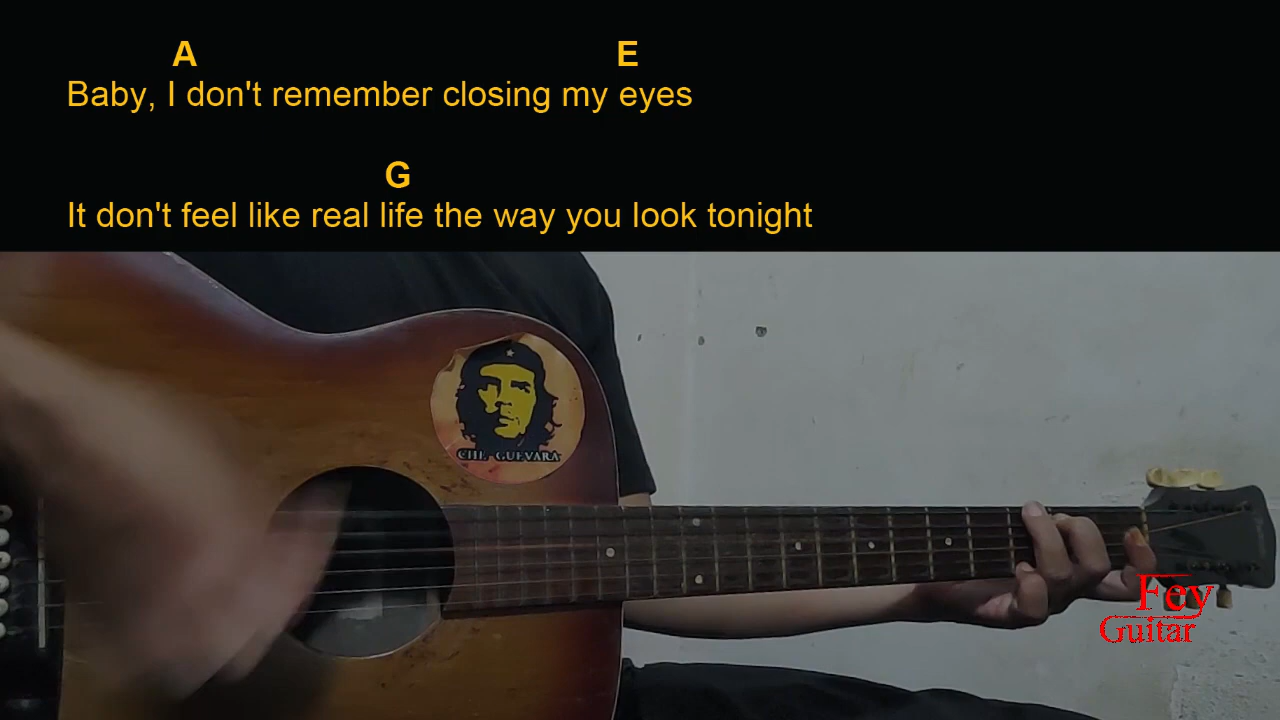 A E
Baby, I don't remember closing my eyes
G
It don't feel like real life the way you look tonight
CHE GUEVARA
Fey
Guitar